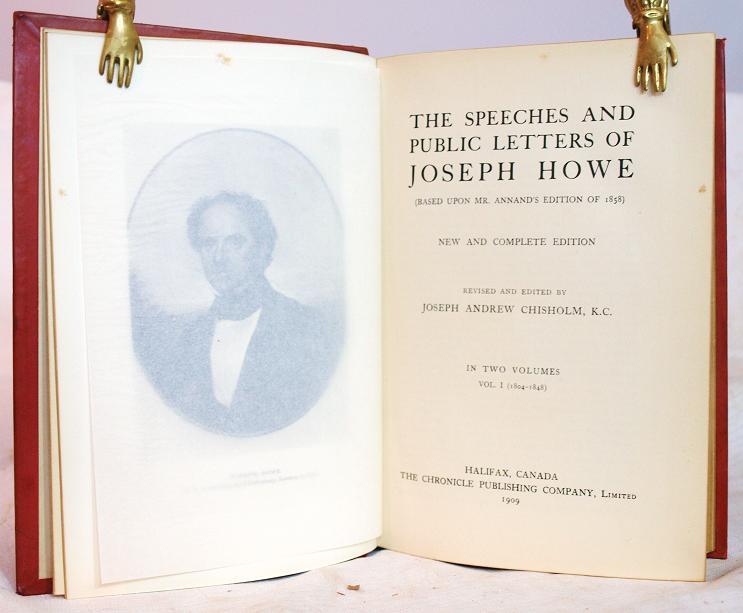 THE SPEECHES AND
PUBLIC LETTERS OF
JOSEPH HOWE
(BASED UPON MR. ANNAND'S EDITION OF 1858)
NEW AND COMPLETE EDITION
REVISED AND EDITED BY
JOSEPH ANDREW CHISHOLM, K.C.
IN TWO VOLUMES
VOL. I (1804-1848)
HALIFAX, CANADA
THE CHRONICLE PUBLISHING COMPANY, LIMITED
1909